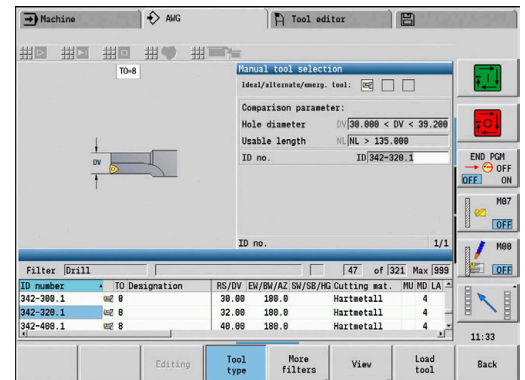 Machine AWG Tool editor
TO=8
Manual tool selection
Ideal/alternate/emerg. tool:
Comparison parameter:
Hole diameter DV 30.000 < DV < 39.200
Usable length NL NL > 135.000
ID no. ID 342-320.1
DV
ID no. 1/1
Filter Drill 47 of 321 Max 999
ID number TO Designation RS/DV EW/BW/AZ SW/SB/HG Cutting mat. MU MD LA
342-300.1 8 30.00 180.0 Hartmetall 4
342-320.1 8 32.00 180.0 Hartmetall 4
342-400.1 8 40.00 180.0 Hartmetall 4
END PGM
OFF
OFF ON
M07
OFF
M08
OFF
11:33
Editing Tool type More filters View Load tool Back